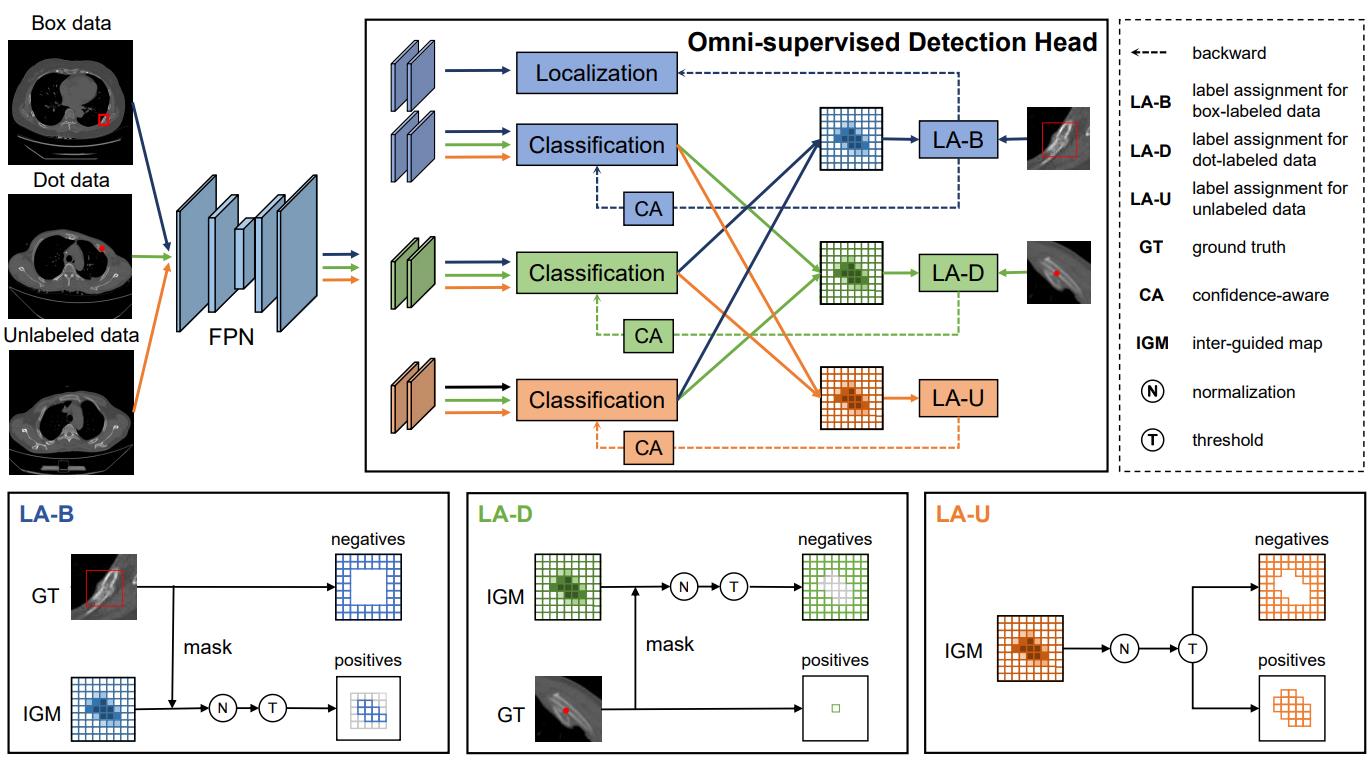 Box data
Dot data
Unlabeled data
FPN
Omni-supervised Detection Head
Localization
Classification
CA
LA-B
Classification
CA
LA-D
Classification
CA
LA-U
backward
LA-B
label assignment for
box-labeled data
LA-D
label assignment for
dot-labeled data
LA-U
label assignment for
unlabeled data
GT
ground truth
CA
confidence-aware
IGM
inter-guided map
N
normalization
T
threshold
LA-B
negatives
GT
mask
positives
IGM
N
T
LA-D
negatives
IGM
N
T
mask
positives
GT
LA-U
negatives
IGM
N
T
positives